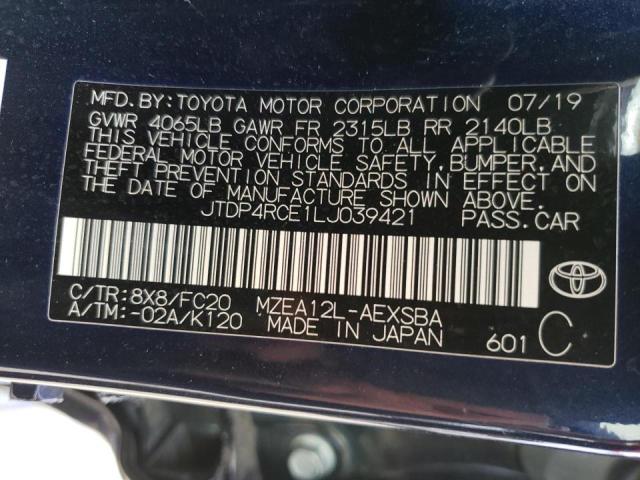 MFD.BY:TOYOTA MOTOR CORPORATION 07/19
GVWR 4065LB GAWR FR 2315LB RR 2140LB
THIS VEHICLE CONFORMS TO ALL APPLICABLE
FEDERAL MOTOR VEHICLE SAFETY, BUMPER, AND
THEFT PREVENTION STANDARDS IN EFFECT ON
THE DATE OF MANUFACTURE SHOWN ABOVE.
JTDP4RCE1LJ039421 PASS.CAR
C/TR:8X8/FC20 MZEA12L-AEXSBA
A/TM:-02A/K120 MADE IN JAPAN
601 C